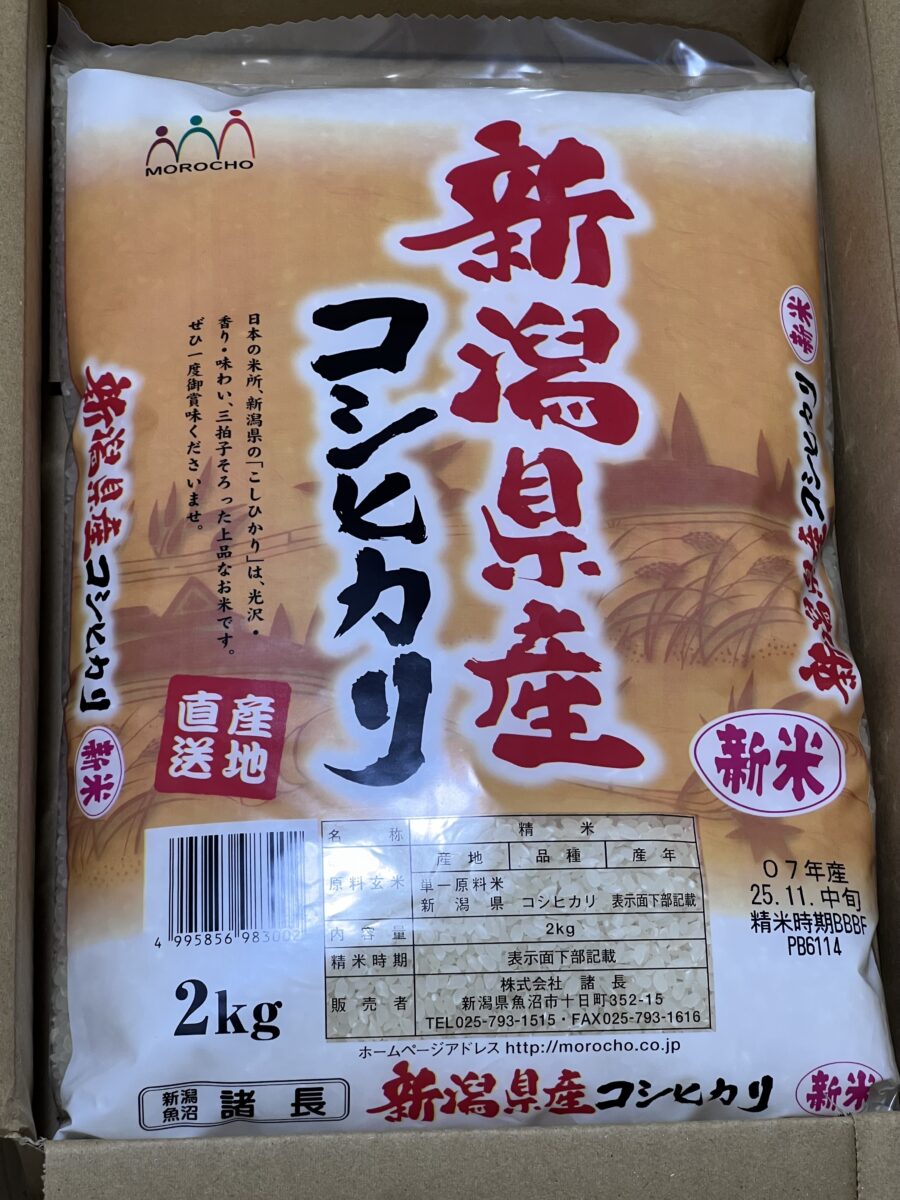 MOROCHO
新潟県産
コシヒカリ
日本の米所、新潟県の「こしひかり」は、光沢・
香り・味わい、三拍子そろった上品なお米です。
ぜひ一度御賞味くださいませ。
産地
直送
新潟県産コシヒカリ
新米
新米
新潟県産コシヒカリ
新米
名称 精米
原料玄米 産地 品種 産年
単一原料米
新潟県 コシヒカリ 表示面下部記載
内容量 2kg
精米時期 表示面下部記載
販売者 株式会社 諸長
新潟県魚沼市十日町352-15
TEL025-793-1515・FAX025-793-1616
07年産
25.11.中旬
精米時期BBBF
PB6114
4 995856 983002
2kg
ホームページアドレス http://morocho.co.jp
新潟
魚沼
諸長
新潟県産コシヒカリ
新米